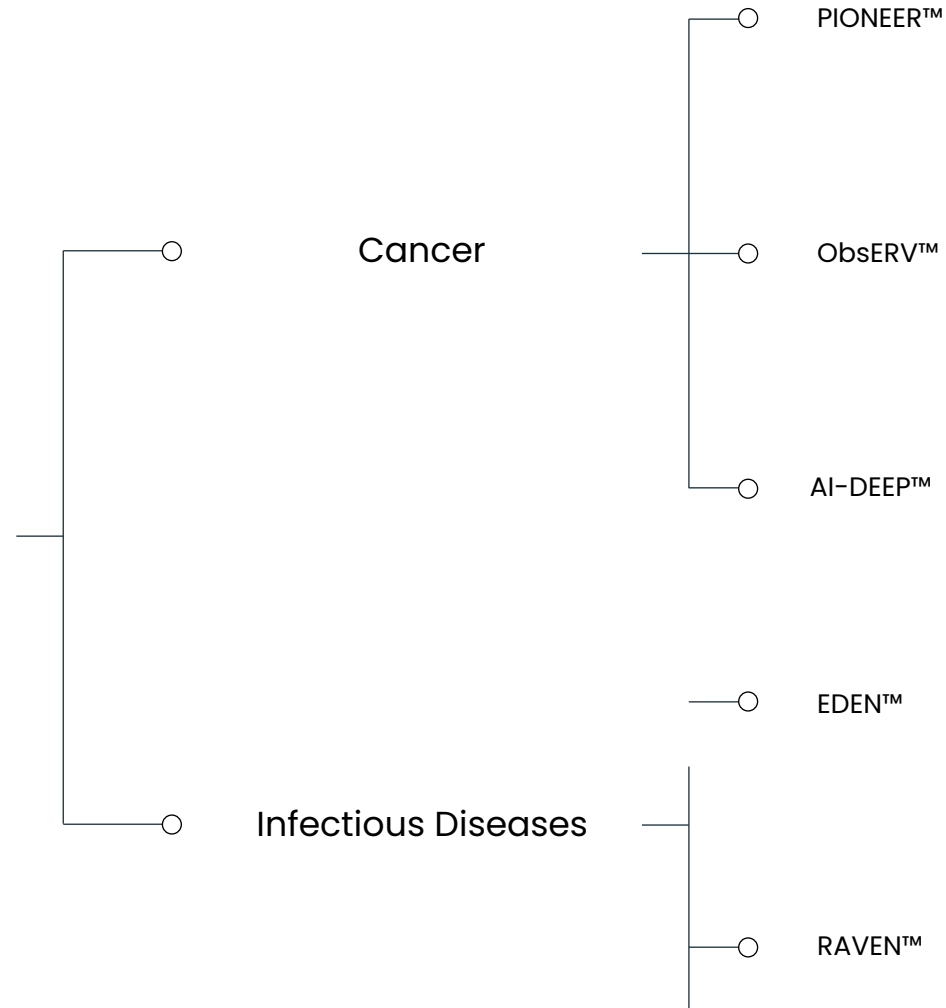 PIONEER™
Cancer
ObsERV™
AI-DEEP™
EDEN™
Infectious Diseases
RAVEN™